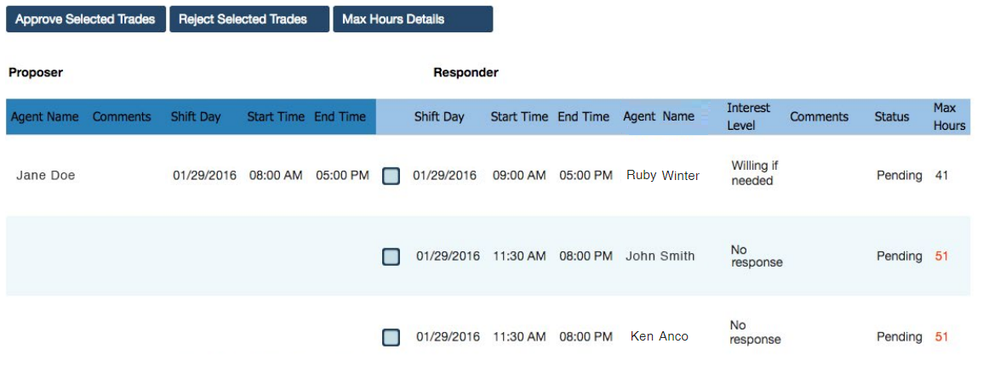 Approve Selected Trades Reject Selected Trades Max Hours Details
Proposer Responder
Agent Name Comments Shift Day Start Time End Time Shift Day Start Time End Time Agent Name Interest Level Comments Status Max Hours
Jane Doe 01/29/2016 08:00 AM 05:00 PM 01/29/2016 09:00 AM 05:00 PM Ruby Winter Willing if needed Pending 41
01/29/2016 11:30 AM 08:00 PM John Smith No response Pending 51
01/29/2016 11:30 AM 08:00 PM Ken Anco No response Pending 51